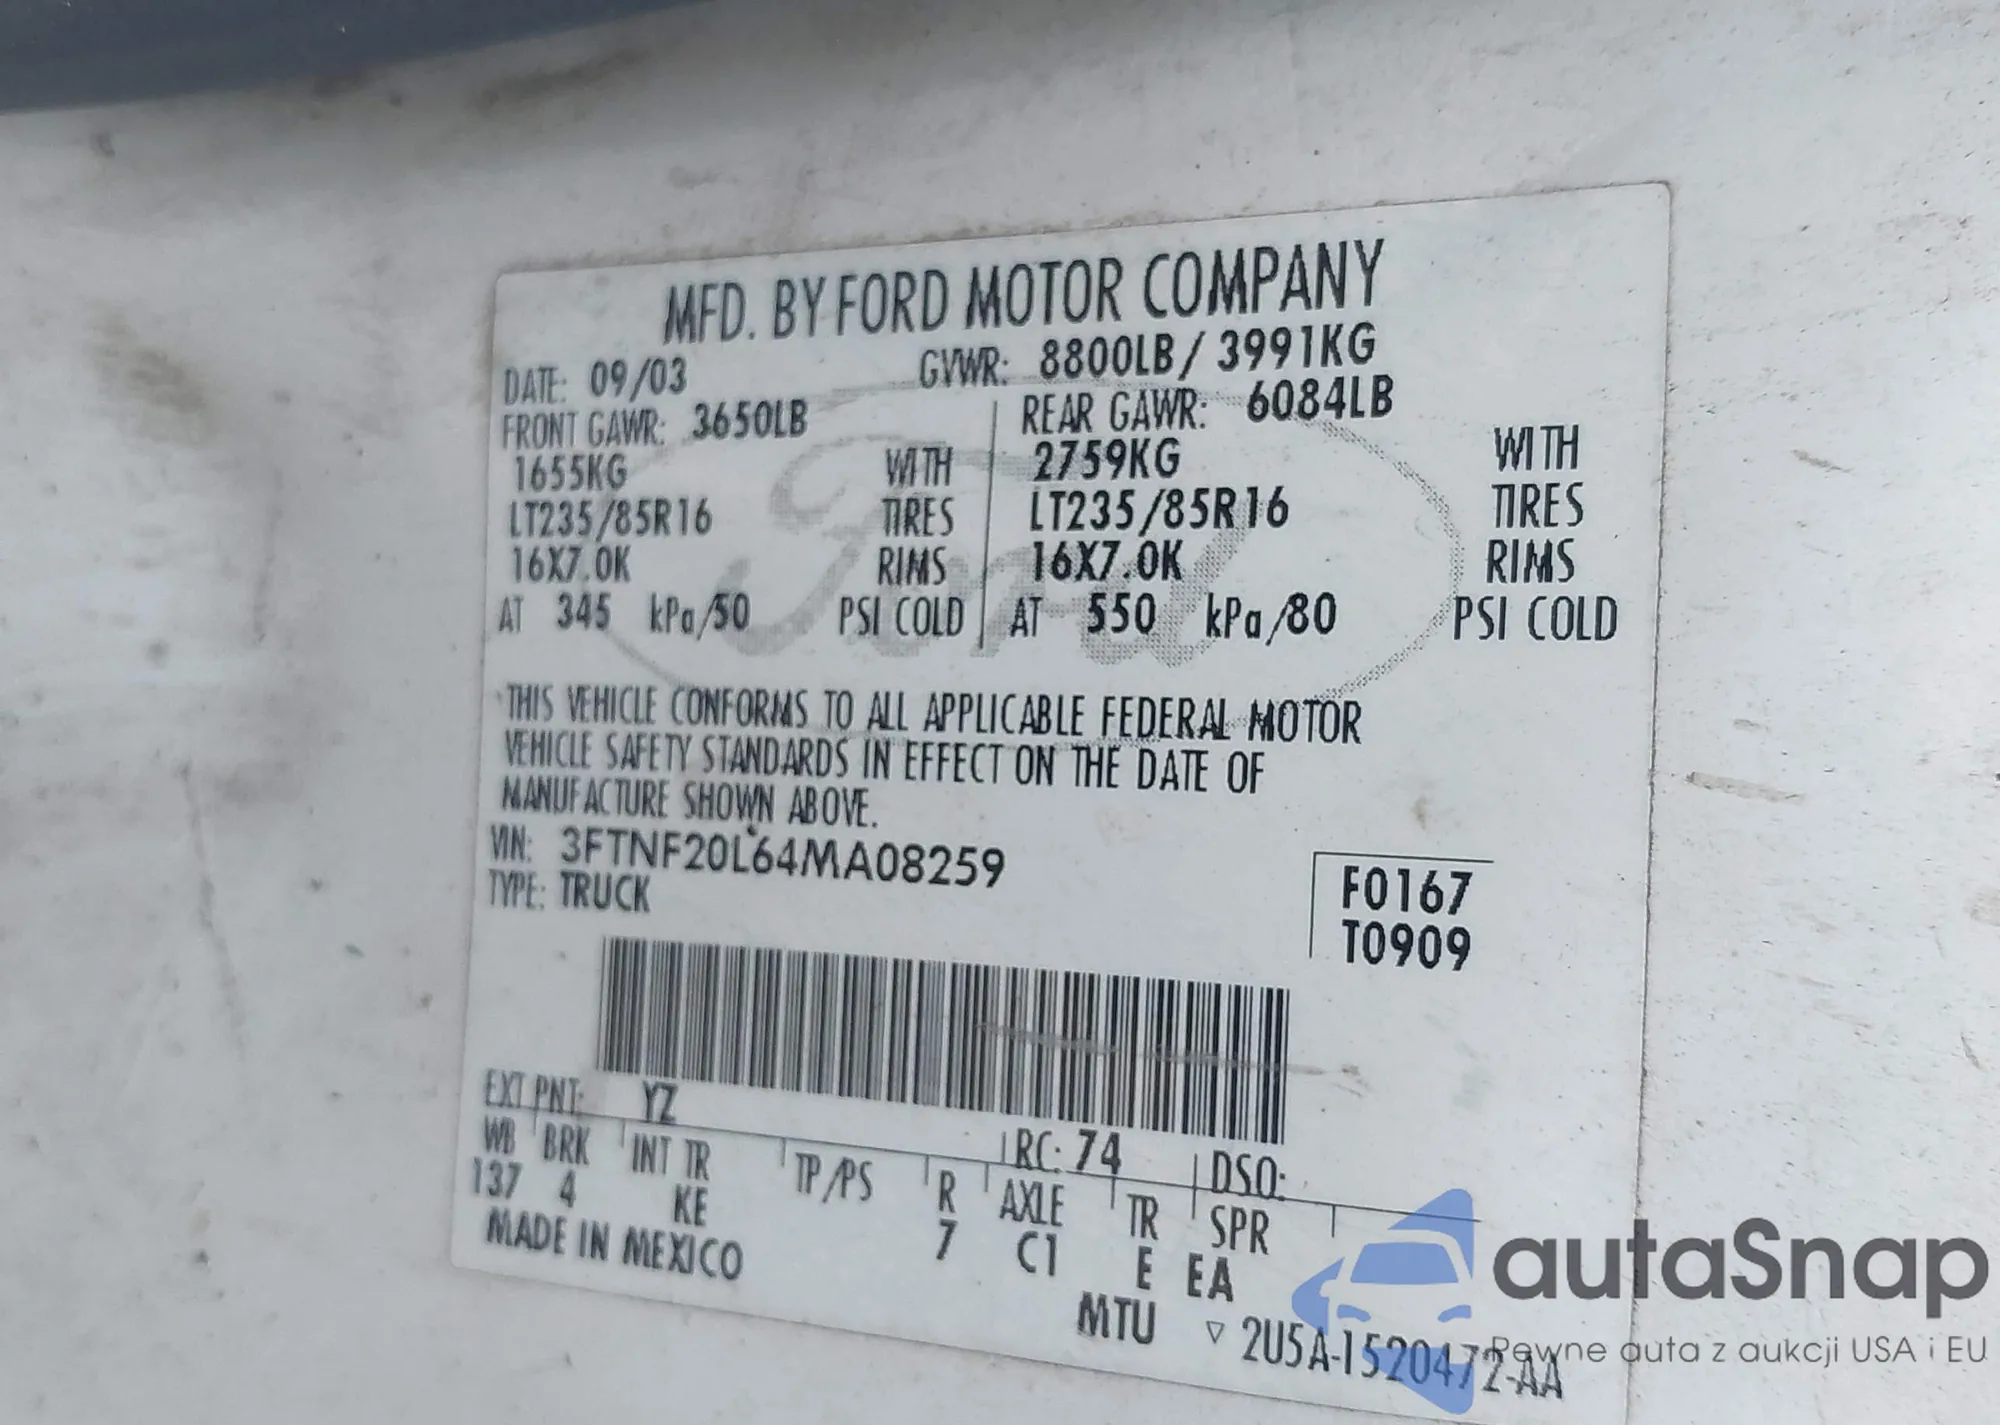 MFD. BY FORD MOTOR COMPANY
DATE: 09/03 GVWR: 8800LB / 3991KG
FRONT GAWR: 3650LB REAR GAWR: 6084LB
1655KG WITH 2759KG WITH
LT235/85R16 TIRES LT235/85R16 TIRES
16X7.0K RIMS 16X7.0K RIMS
AT 345 kPa/50 PSI COLD AT 550 kPa/80 PSI COLD
Ford
THIS VEHICLE CONFORMS TO ALL APPLICABLE FEDERAL MOTOR
VEHICLE SAFETY STANDARDS IN EFFECT ON THE DATE OF
MANUFACTURE SHOWN ABOVE.
VIN: 3FTNF20L64MA08259
TYPE: TRUCK
F0167
T0909
EXT PNT: YZ RC: 74 DSO:
WB BRK INT TR TP/PS R AXLE TR SPR
137 4 KE 7 C1 E EA
MADE IN MEXICO
MTU ▽ 2U5A-1520472-AA
autaSnap
Pewne auta z aukcji USA i EU